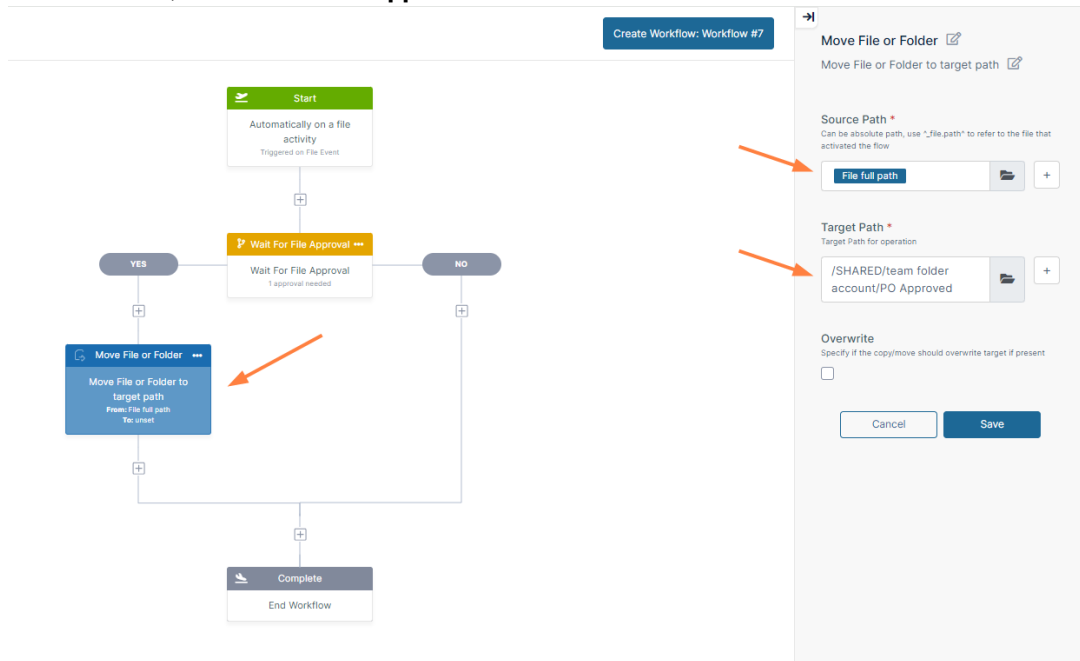 Create Workflow: Workflow #7
Start
Automatically on a file
activity
Triggered on File Event
Wait For File Approval
Wait For File Approval
1 approval needed
YES
NO
Move File or Folder
Move File or Folder to
target path
From: File full path
To: unset
Complete
End Workflow
Move File or Folder
Move File or Folder to target path
Source Path *
Can be absolute path, use "_file.path" to refer to the file that
activated the flow
File full path
+
Target Path *
Target Path for operation
/SHARED/team folder
account/PO Approved
+
Overwrite
Specify if the copy/move should overwrite target if present
Cancel
Save